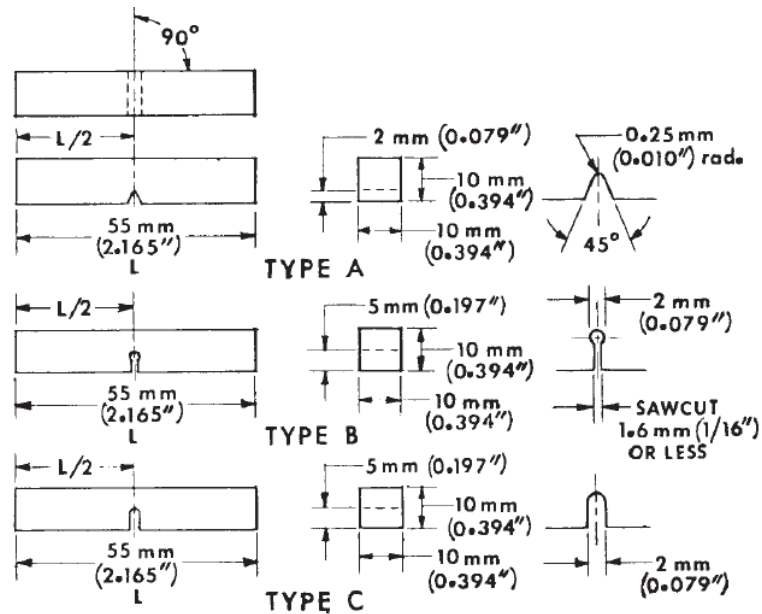 90°
L/2
2 mm (0.079″)
0.25 mm
(0.010″) rad.
10 mm
(0.394″)
55 mm
(2.165″)
L
10 mm
(0.394″)
45°
TYPE A
L/2
5 mm (0.197″)
2 mm
(0.079″)
10 mm
(0.394″)
55 mm
(2.165″)
L
10 mm
(0.394″)
SAWCUT
1.6 mm (1/16″)
OR LESS
TYPE B
L/2
5 mm (0.197″)
10 mm
(0.394″)
55 mm
(2.165″)
L
10 mm
(0.394″)
2 mm
(0.079″)
TYPE C